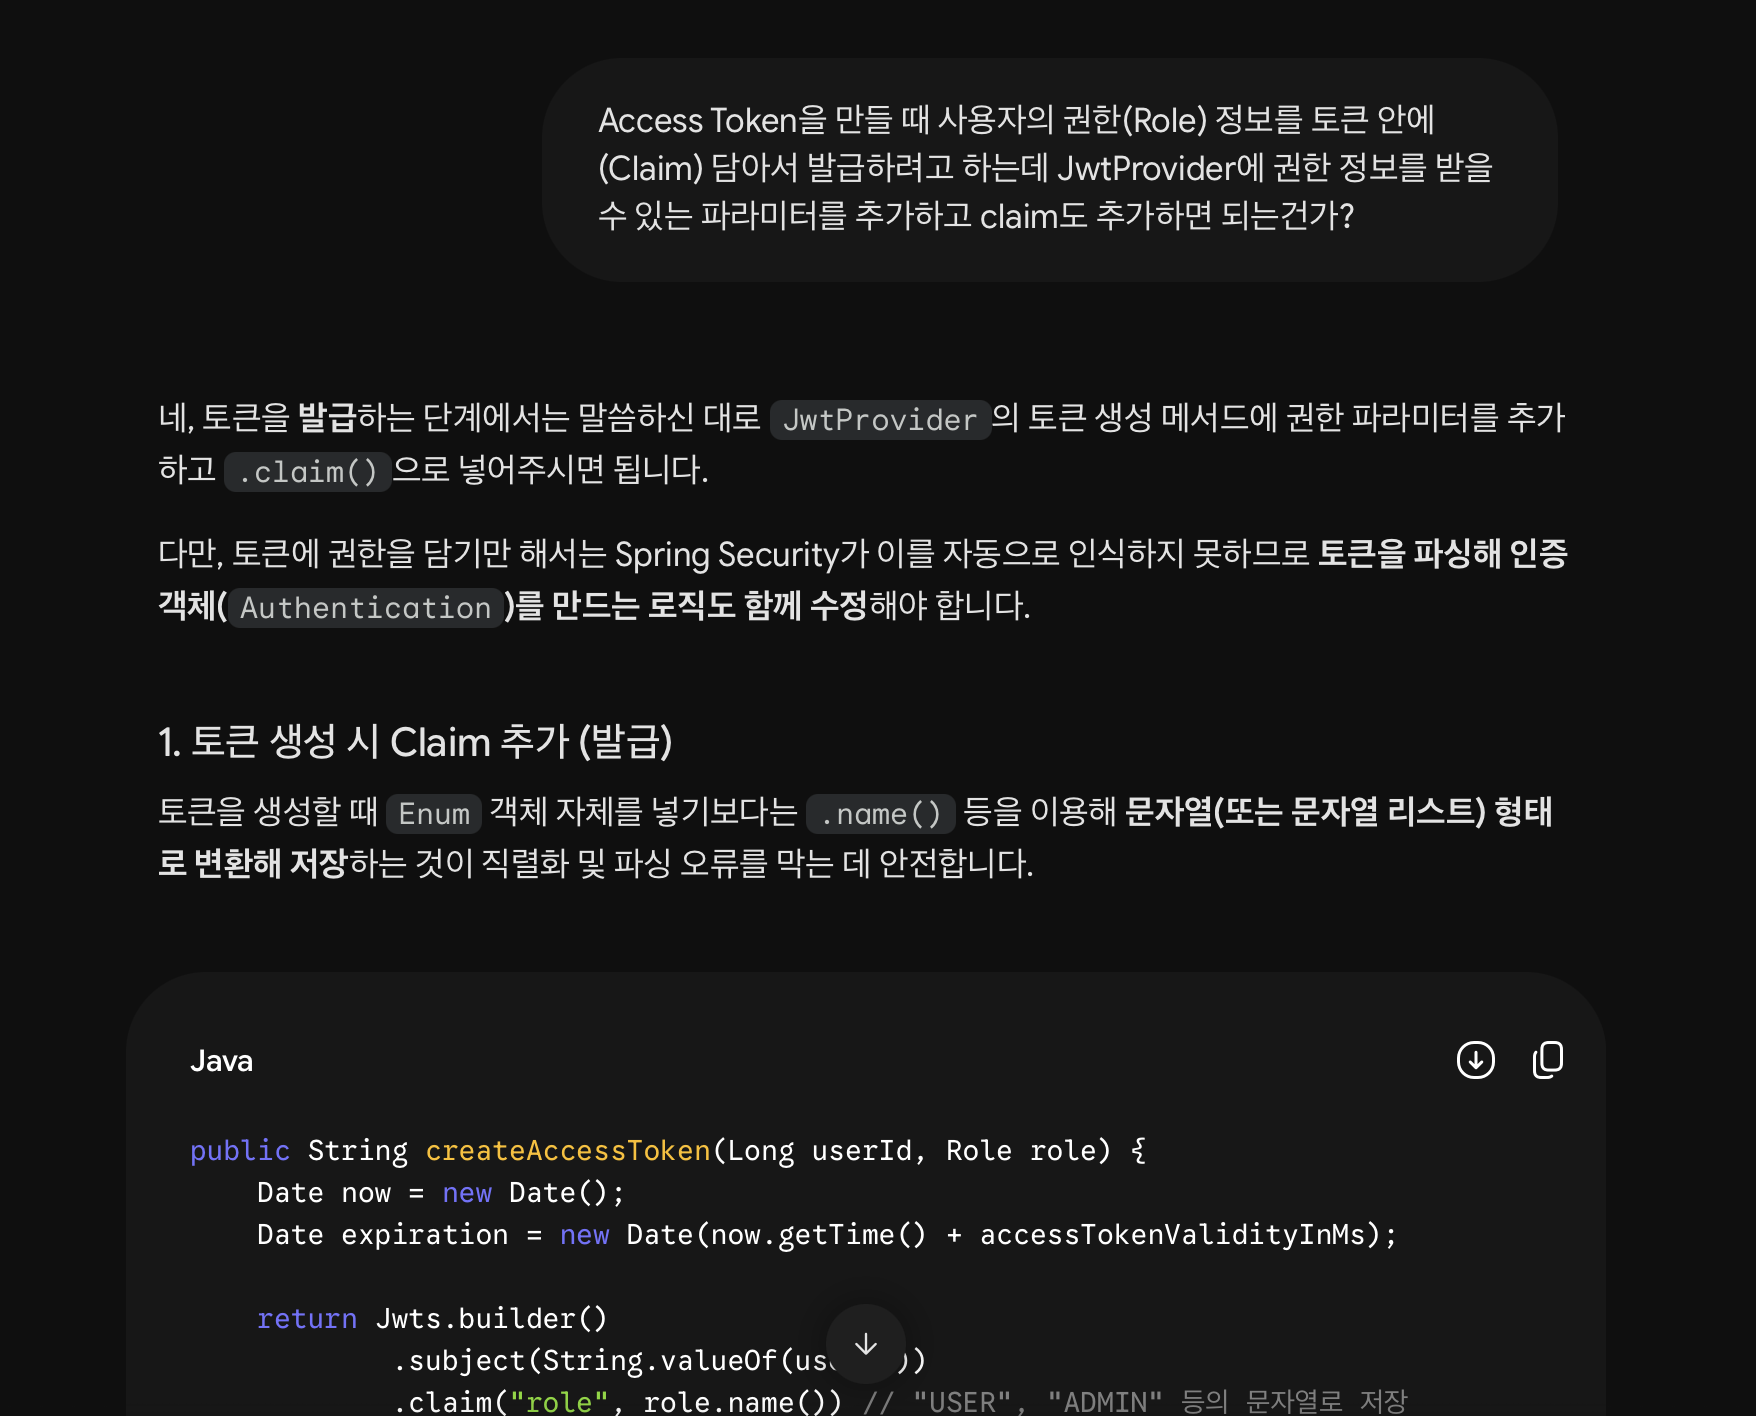 Access Token을 만들 때 사용자의 권한(Role) 정보를 토큰 안에
(Claim) 담아서 발급하려고 하는데 JwtProvider에 권한 정보를 받을
수 있는 파라미터를 추가하고 claim도 추가하면 되는건가?
네, 토큰을 발급하는 단계에서는 말씀하신 대로 JwtProvider의 토큰 생성 메서드에 권한 파라미터를 추가
하고 .claim()으로 넣어주시면 됩니다.
다만, 토큰에 권한을 담기만 해서는 Spring Security가 이를 자동으로 인식하지 못하므로 토큰을 파싱해 인증
객체(Authentication)를 만드는 로직도 함께 수정해야 합니다.
1. 토큰 생성 시 Claim 추가 (발급)
토큰을 생성할 때 Enum 객체 자체를 넣기보다는 .name() 등을 이용해 문자열(또는 문자열 리스트) 형태
로 변환해 저장하는 것이 직렬화 및 파싱 오류를 막는 데 안전합니다.
Java
public String createAccessToken(Long userId, Role role) {
Date now = new Date();
Date expiration = new Date(now.getTime() + accessTokenValidityInMs);
return Jwts.builder()
.subject(String.valueOf(us))
.claim("role", role.name()) // "USER", "ADMIN" 등의 문자열로 저장